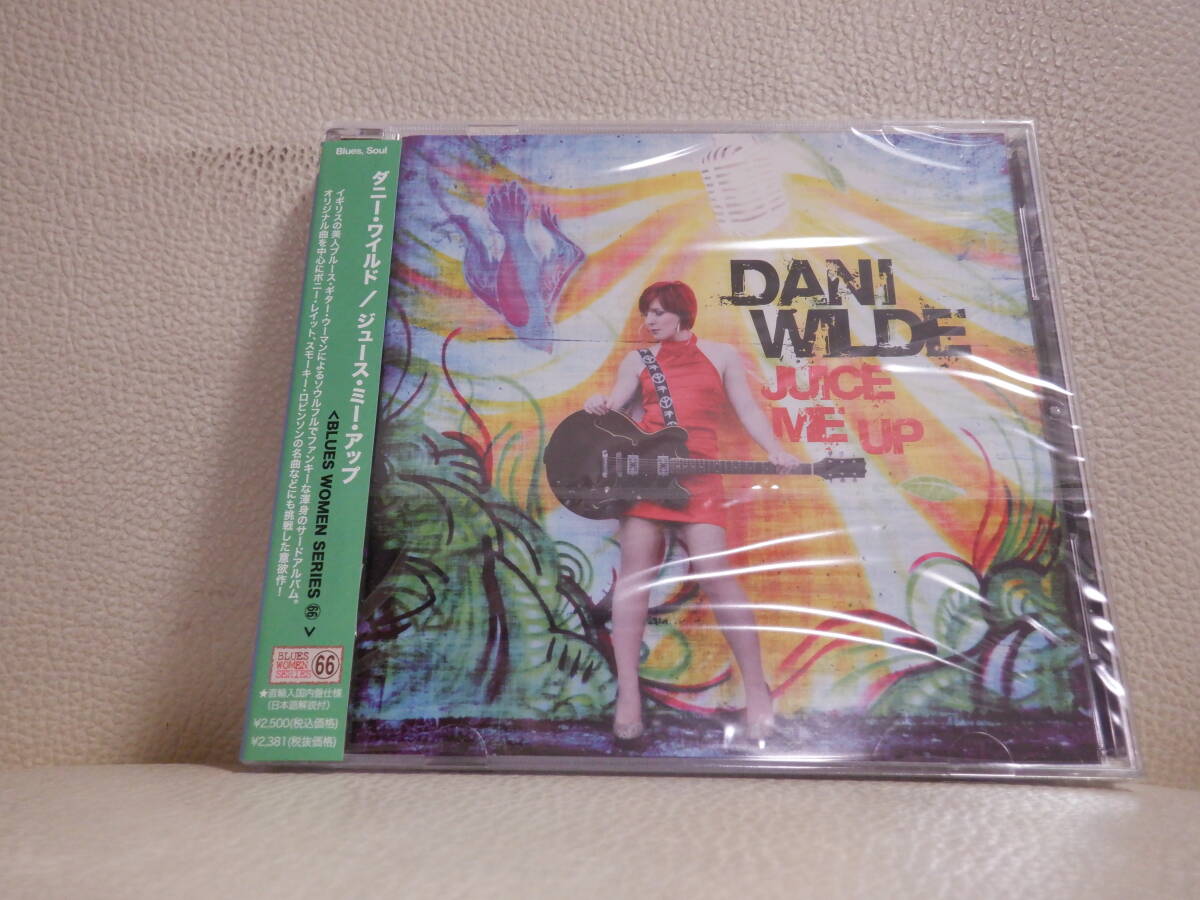 Blues, Soul
ダニー・ワイルド / ジュース・ミー・アップ
<BLUES WOMEN SERIES ㊻>
イギリスの美人ブルース・ギター・ウーマンによるソウルフルでファンキーな渾身のサードアルバム。
オリジナル曲を中心にボニー・レイット、スモーキー・ロビンソンの名曲などにも挑戦した意欲作！
BLUES
WOMEN
SERIES
66
★直輸入国内盤仕様
(日本語解説付)
¥2,500(税込価格)
¥2,381(税抜価格)
DANI
WILDE
JUICE
ME UP